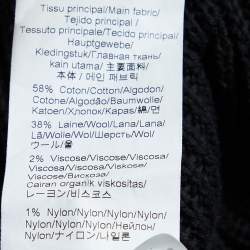 Tissu principal/Main fabric/
Tejido principal /
Tessuto principale/Tecido principal /
Hauptgewebe/
Kledingstuk/Главная ткань/
kain utama/ 主要面料/
本体 / 메인 패브릭
58% Coton/Cotton/Algodon/
Cotone/Algodão/Baumwolle/
Katoen/Хлопок/Kapas/綿/면
38% Laine/Wool/Lana/Lana/
Lã/Wolle/Wol/Шерсть/Wol/
ウール/울
2% Viscose/Viscose/Viscosa/
Viscosa/Viscose/Viskose/
Viscose/Вискоза/
Cairan organik viskositas/
レーヨン/비스코스
1% Nylon/Nylon/Nylon/Nylon/
Nylon/Nylon/Nylon/Нейлон/
Nylon/ナイロン/나일론